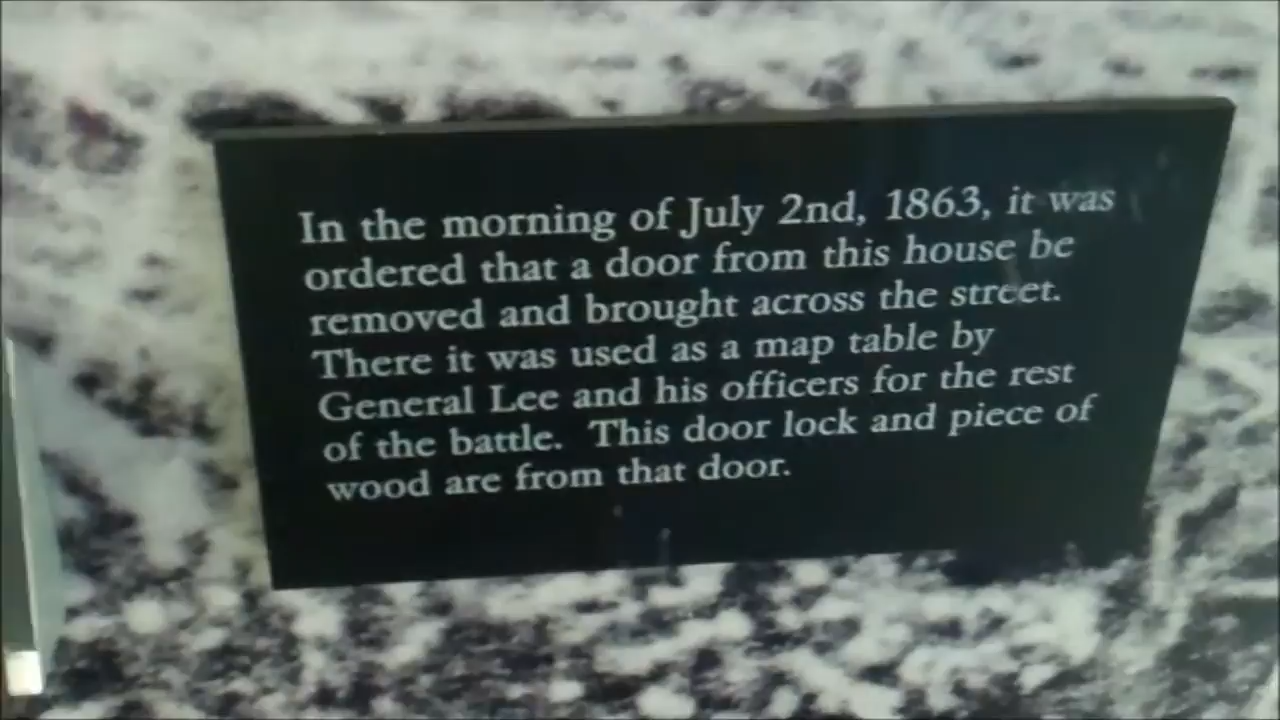 In the morning of July 2nd, 1863, it was
ordered that a door from this house be
removed and brought across the street.
There it was used as a map table by
General Lee and his officers for the rest
of the battle. This door lock and piece of
wood are from that door.